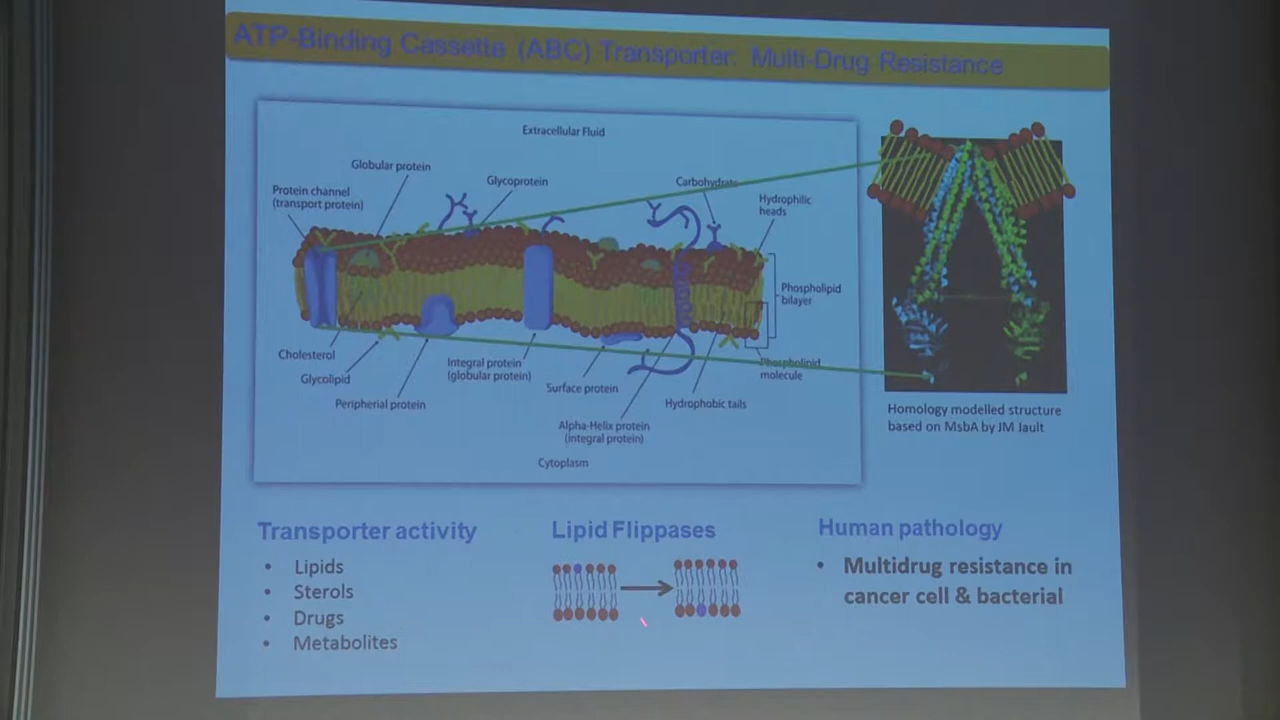 ATP-Binding Cassette (ABC) Transporter: Multi-Drug Resistance
Extracellular Fluid
Globular protein
Protein channel
(transport protein)
Glycoprotein
Carbohydrate
Hydrophilic
heads
Phospholipid
bilayer
Cholesterol
Glycolipid
Peripherial protein
Integral protein
(globular protein)
Surface protein
Alpha-Helix protein
(integral protein)
Hydrophobic tails
Phospholipid
molecule
Cytoplasm
Homology modelled structure
based on MsbA by JM Jault
Transporter activity
• Lipids
• Sterols
• Drugs
• Metabolites
Lipid Flippases
Human pathology
• Multidrug resistance in
cancer cell & bacterial